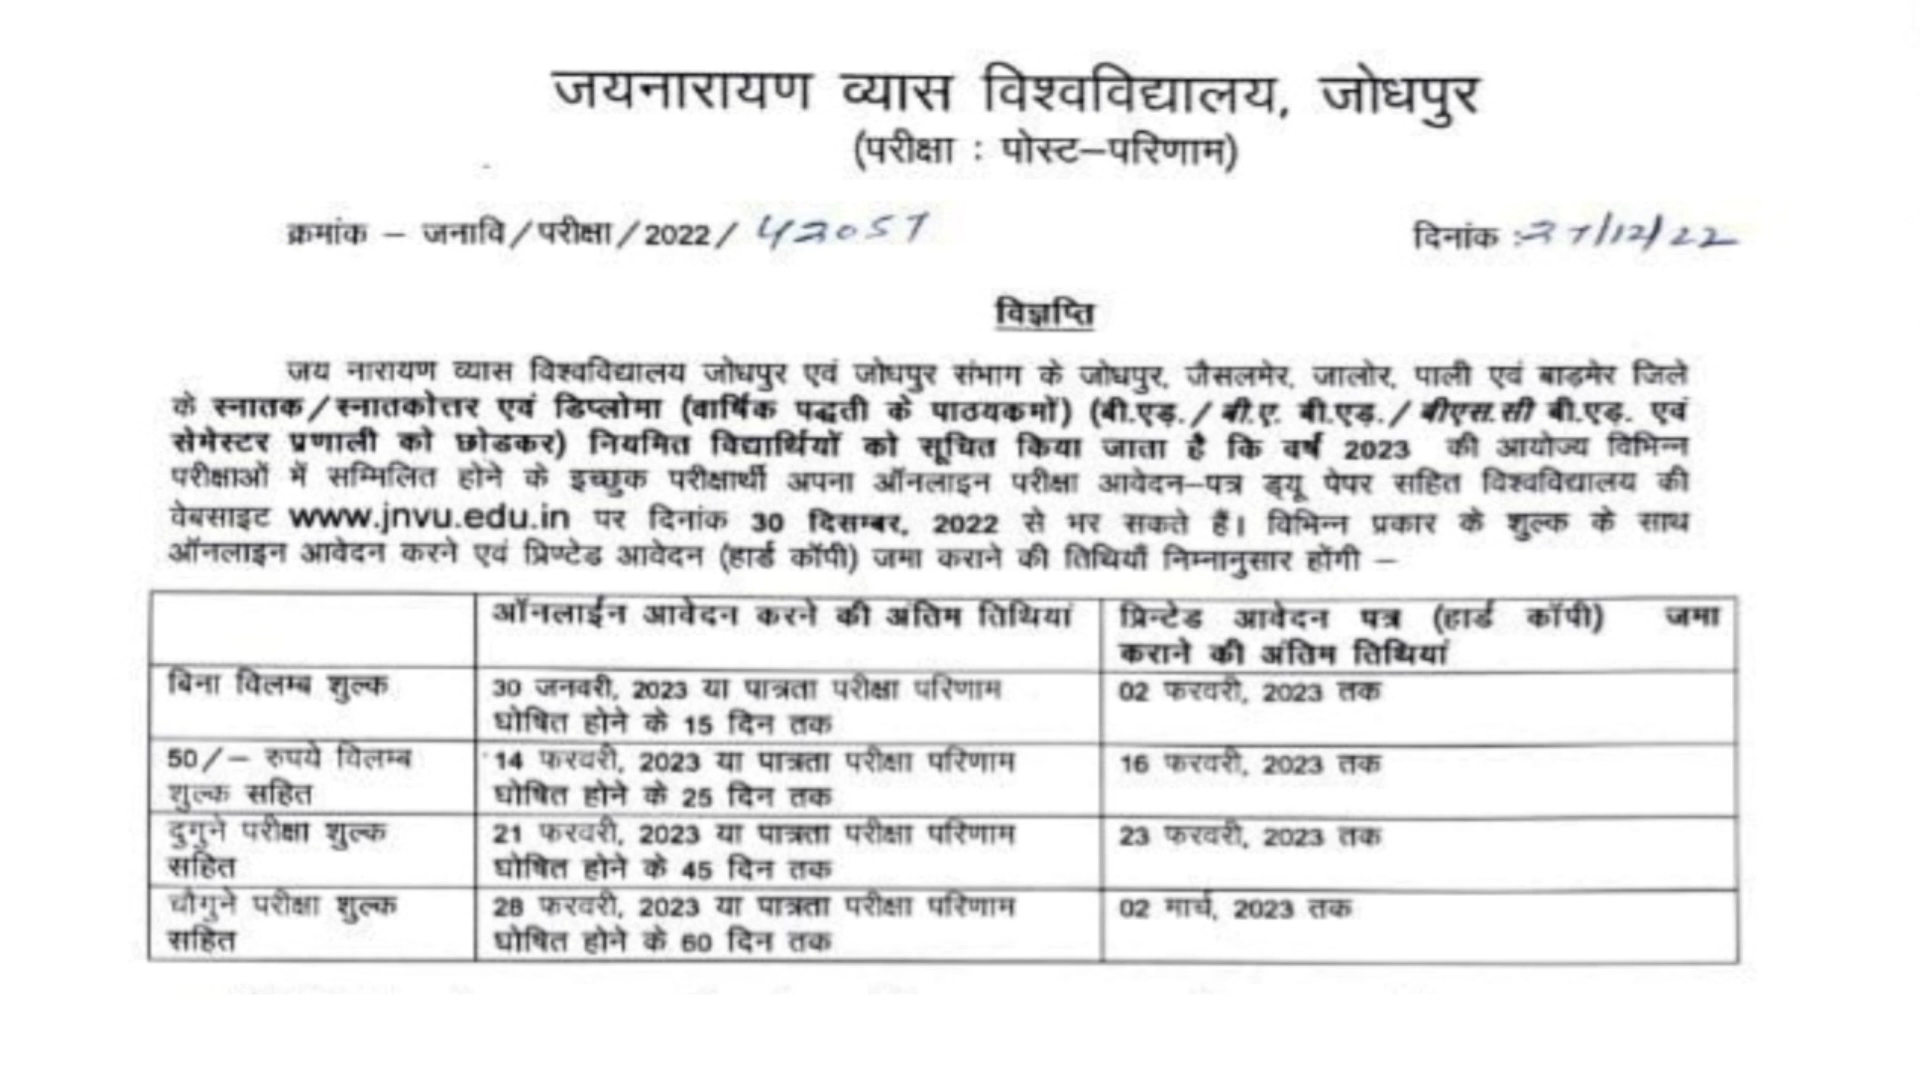 जयनारायण व्यास विश्वविद्यालय, जोधपुर
(परीक्षा : पोस्ट–परिणाम)
क्रमांक – जनावि/परीक्षा/2022/ 42057
दिनांक :27/12/22
विज्ञप्ति
जय नारायण व्यास विश्वविद्यालय जोधपुर एवं जोधपुर संभाग के जोधपुर, जैसलमेर, जालोर, पाली एवं बाडमेर जिले
के स्नातक/स्नातकोत्तर एवं डिप्लोमा (वार्षिक पद्धती के पाठयकमों) (बी.एड़./बी.ए. बी.एड़./बीएस.सी बी.एड़. एवं
सेमेस्टर प्रणाली को छोडकर) नियमित विद्यार्थियों को सूचित किया जाता है कि वर्ष 2023 की आयोज्य विभिन्न
परीक्षाओं में सम्मिलित होने के इच्छुक परीक्षार्थी अपना ऑनलाइन परीक्षा आवेदन–पत्र ड्यू पेपर सहित विश्वविद्यालय की
वेबसाइट www.jnvu.edu.in पर दिनांक 30 दिसम्बर, 2022 से भर सकते हैं। विभिन्न प्रकार के शुल्क के साथ
ऑनलाइन आवेदन करने एवं प्रिण्टेड आवेदन (हार्ड कॉपी) जमा कराने की तिथियॉं निम्नानुसार होंगी –
ऑनलाईन आवेदन करने की अंतिम तिथियां
प्रिन्टेड आवेदन पत्र (हार्ड कॉपी) जमा
कराने की अंतिम तिथियां
बिना विलम्ब शुल्क
30 जनवरी, 2023 या पात्रता परीक्षा परिणाम
घोषित होने के 15 दिन तक
02 फरवरी, 2023 तक
50/– रुपये विलम्ब
शुल्क सहित
14 फरवरी, 2023 या पात्रता परीक्षा परिणाम
घोषित होने के 25 दिन तक
16 फरवरी, 2023 तक
दुगुने परीक्षा शुल्क
सहित
21 फरवरी, 2023 या पात्रता परीक्षा परिणाम
घोषित होने के 45 दिन तक
23 फरवरी, 2023 तक
चौगुने परीक्षा शुल्क
सहित
28 फरवरी, 2023 या पात्रता परीक्षा परिणाम
घोषित होने के 60 दिन तक
02 मार्च, 2023 तक